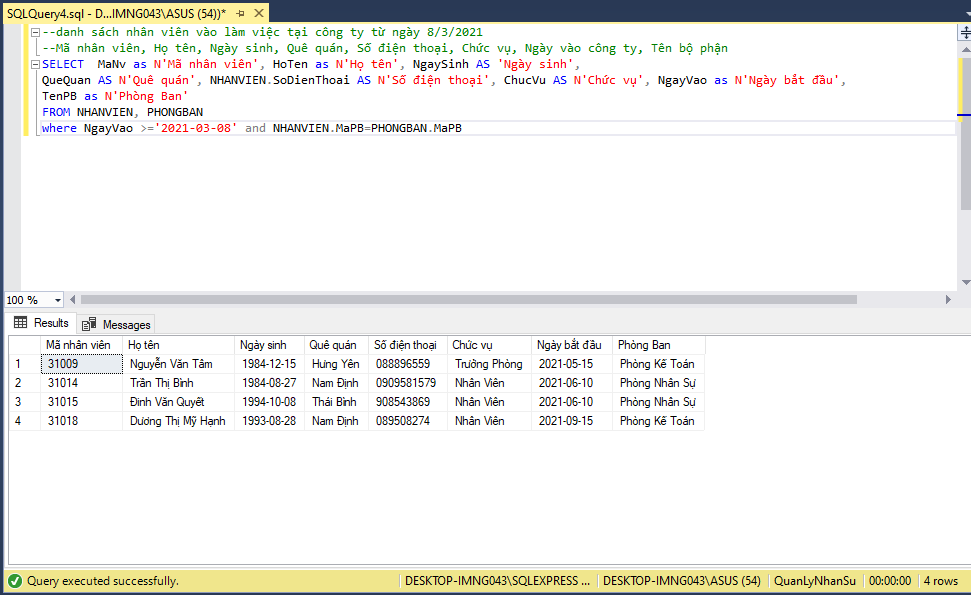 SQLQuery4.sql - D...IMNG043\ASUS (54))*
--danh sách nhân viên vào làm việc tại công ty từ ngày 8/3/2021
--Mã nhân viên, Họ tên, Ngày sinh, Quê quán, Số điện thoại, Chức vụ, Ngày vào công ty, Tên bộ phận
SELECT  MaNv as N'Mã nhân viên', HoTen as N'Họ tên', NgaySinh AS 'Ngày sinh',
QueQuan AS N'Quê quán', NHANVIEN.SoDienThoai AS N'Số điện thoại', ChucVu AS N'Chức vụ', NgayVao as N'Ngày bắt đầu',
TenPB as N'Phòng Ban'
FROM NHANVIEN, PHONGBAN
where NgayVao >='2021-03-08' and NHANVIEN.MaPB=PHONGBAN.MaPB
100 %
Results Messages
Mã nhân viên Họ tên Ngày sinh Quê quán Số điện thoại Chức vụ Ngày bắt đầu Phòng Ban
1 31009 Nguyễn Văn Tâm 1984-12-15 Hưng Yên 088896559 Trưởng Phòng 2021-05-15 Phòng Kế Toán
2 31014 Trần Thị Bình 1984-08-27 Nam Định 0909581579 Nhân Viên 2021-06-10 Phòng Nhân Sự
3 31015 Đinh Văn Quyết 1994-10-08 Thái Bình 908543869 Nhân Viên 2021-06-10 Phòng Nhân Sự
4 31018 Dương Thị Mỹ Hạnh 1993-08-28 Nam Định 089508274 Nhân Viên 2021-09-15 Phòng Kế Toán
Query executed successfully. DESKTOP-IMNG043\SQLEXPRESS ... DESKTOP-IMNG043\ASUS (54) QuanLyNhanSu 00:00:00 4 rows